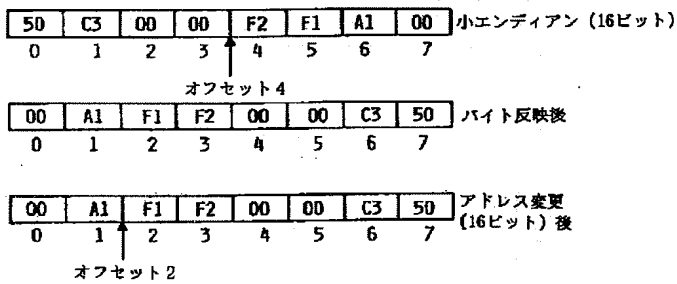 50 C3 00 00 F2 F1 A1 00 小エンディアン (16ビット)
0 1 2 3 4 5 6 7
オフセット4
00 A1 F1 F2 00 00 C3 50 バイト反映後
0 1 2 3 4 5 6 7
00 A1 F1 F2 00 00 C3 50 アドレス変更
(16ビット) 後
0 1 2 3 4 5 6 7
オフセット2